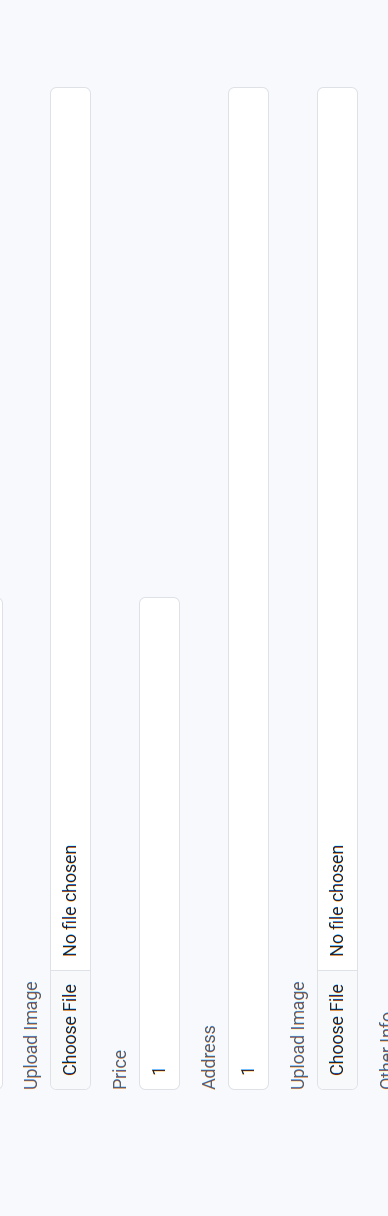 Upload Image
Choose File No file chosen
Price
1
Address
1
Upload Image
Choose File No file chosen
Other Info